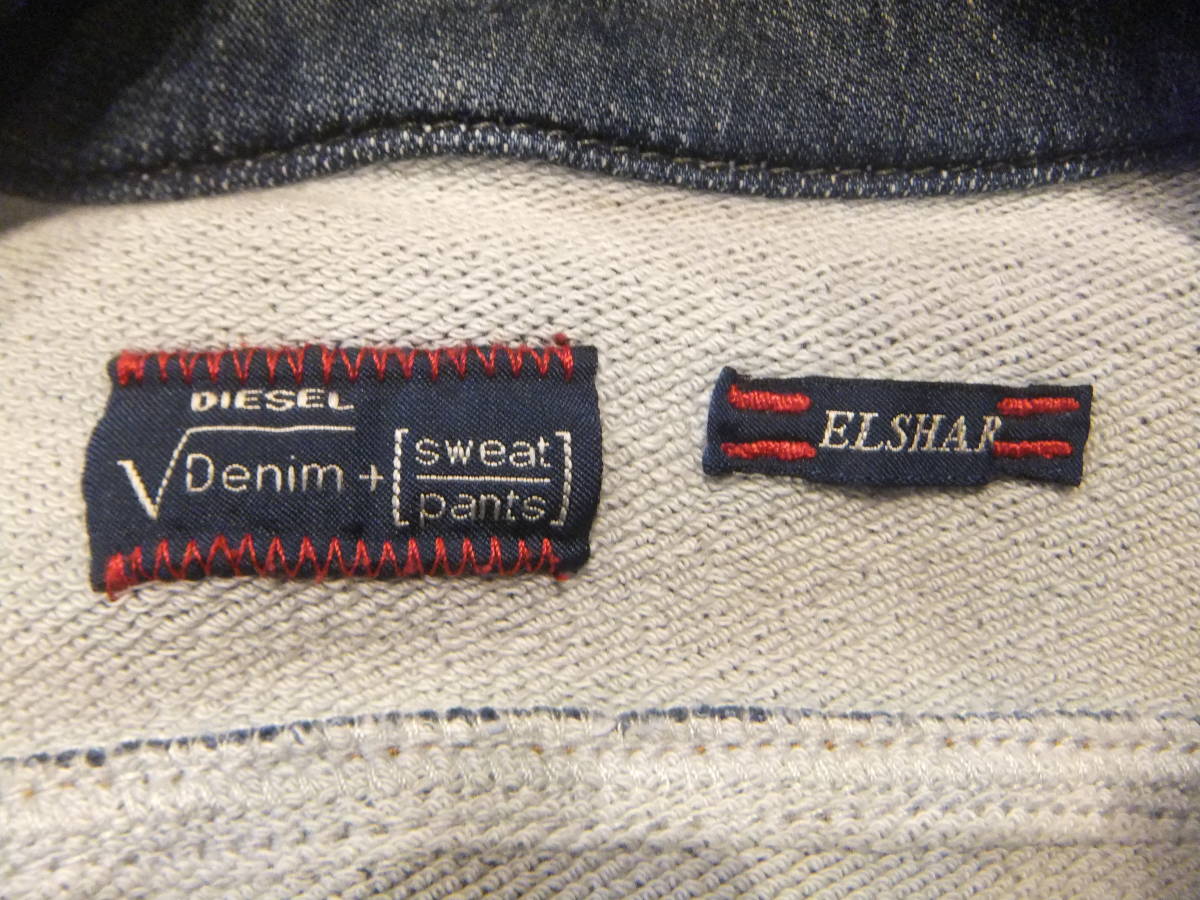 DIESEL
√Denim + [sweat
pants]
ELSHAR